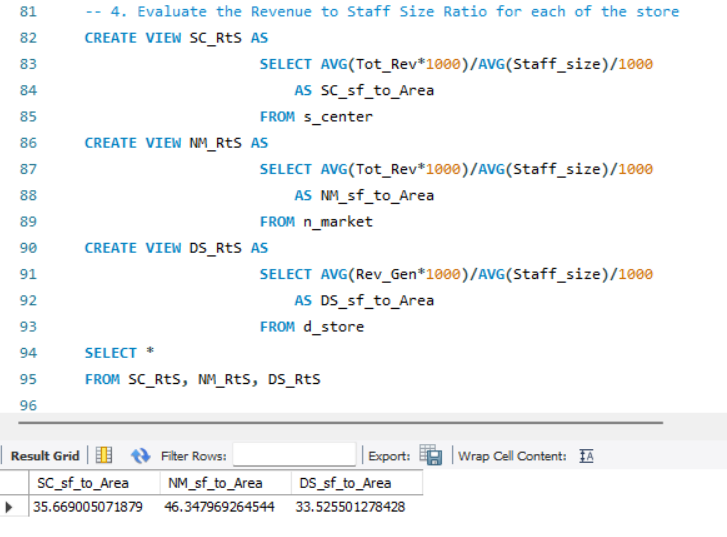 81 -- 4. Evaluate the Revenue to Staff Size Ratio for each of the store
82 CREATE VIEW SC_RtS AS
83 SELECT AVG(Tot_Rev*1000)/AVG(Staff_size)/1000
84 AS SC_sf_to_Area
85 FROM s_center
86 CREATE VIEW NM_RtS AS
87 SELECT AVG(Tot_Rev*1000)/AVG(Staff_size)/1000
88 AS NM_sf_to_Area
89 FROM n_market
90 CREATE VIEW DS_RtS AS
91 SELECT AVG(Rev_Gen*1000)/AVG(Staff_size)/1000
92 AS DS_sf_to_Area
93 FROM d_store
94 SELECT *
95 FROM SC_RtS, NM_RtS, DS_RtS
96
Result Grid Filter Rows: Export: Wrap Cell Content: IA
SC_sf_to_Area NM_sf_to_Area DS_sf_to_Area
35.669005071879 46.347969264544 33.525501278428